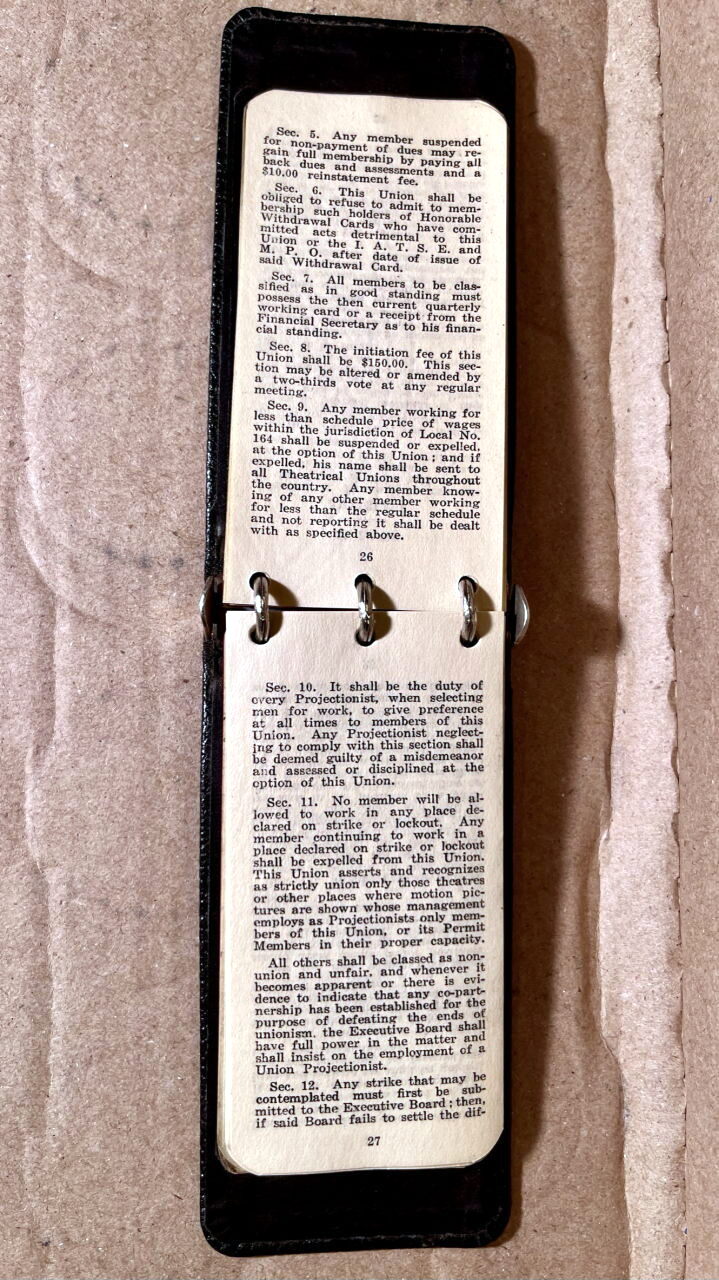 Sec. 5. Any member suspended
for non-payment of dues may re-
gain full membership by paying all
back dues and assessments and a
$10.00 reinstatement fee.
Sec. 6. This Union shall be
obliged to refuse to admit to mem-
bership such holders of Honorable
Withdrawal Cards who have com-
mitted acts detrimental to this
Union or the I. A. T. S. E. and
M. P. O. after date of issue of
said Withdrawal Card.
Sec. 7. All members to be clas-
sified as in good standing must
possess the then current quarterly
working card or a receipt from the
Financial Secretary as to his finan-
cial standing.
Sec. 8. The initiation fee of this
Union shall be $150.00. This sec-
tion may be altered or amended by
a two-thirds vote at any regular
meeting.
Sec. 9. Any member working for
less than schedule price of wages
within the jurisdiction of Local No.
164 shall be suspended or expelled,
at the option of this Union; and if
expelled, his name shall be sent to
all Theatrical Unions throughout
the country. Any member know-
ing of any other member working
for less than the regular schedule
and not reporting it shall be dealt
with as specified above.
26
Sec. 10. It shall be the duty of
every Projectionist, when selecting
men for work, to give preference
at all times to members of this
Union. Any Projectionist neglect-
ing to comply with this section shall
be deemed guilty of a misdemeanor
and assessed or disciplined at the
option of this Union.
Sec. 11. No member will be al-
lowed to work in any place de-
clared on strike or lockout. Any
member continuing to work in a
place declared on strike or lockout
shall be expelled from this Union.
This Union asserts and recognizes
as strictly union only those theatres
or other places where motion pic-
tures are shown whose management
employs as Projectionists only mem-
bers of this Union, or its Permit
Members in their proper capacity.
All others shall be classed as non-
union and unfair, and whenever it
becomes apparent or there is evi-
dence to indicate that any co-part-
nership has been established for the
purpose of defeating the ends of
unionism, the Executive Board shall
have full power in the matter and
shall insist on the employment of a
Union Projectionist.
Sec. 12. Any strike that may be
contemplated must first be sub-
mitted to the Executive Board; then,
if said Board fails to settle the dif-
27